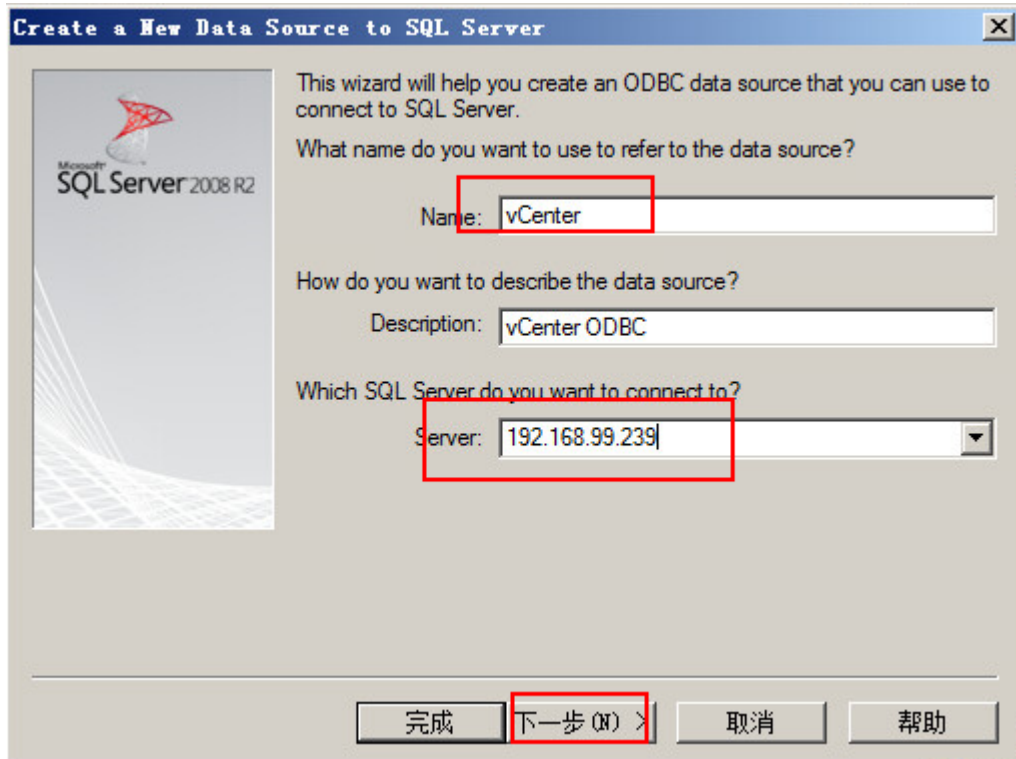 Create a New Data Source to SQL Server
This wizard will help you create an ODBC data source that you can use to
connect to SQL Server.
What name do you want to use to refer to the data source?
Microsoft
SQL Server 2008 R2
Name: vCenter
How do you want to describe the data source?
Description: vCenter ODBC
Which SQL Server do you want to connect to?
Server: 192.168.99.239
完成 下一步(N) > 取消 帮助